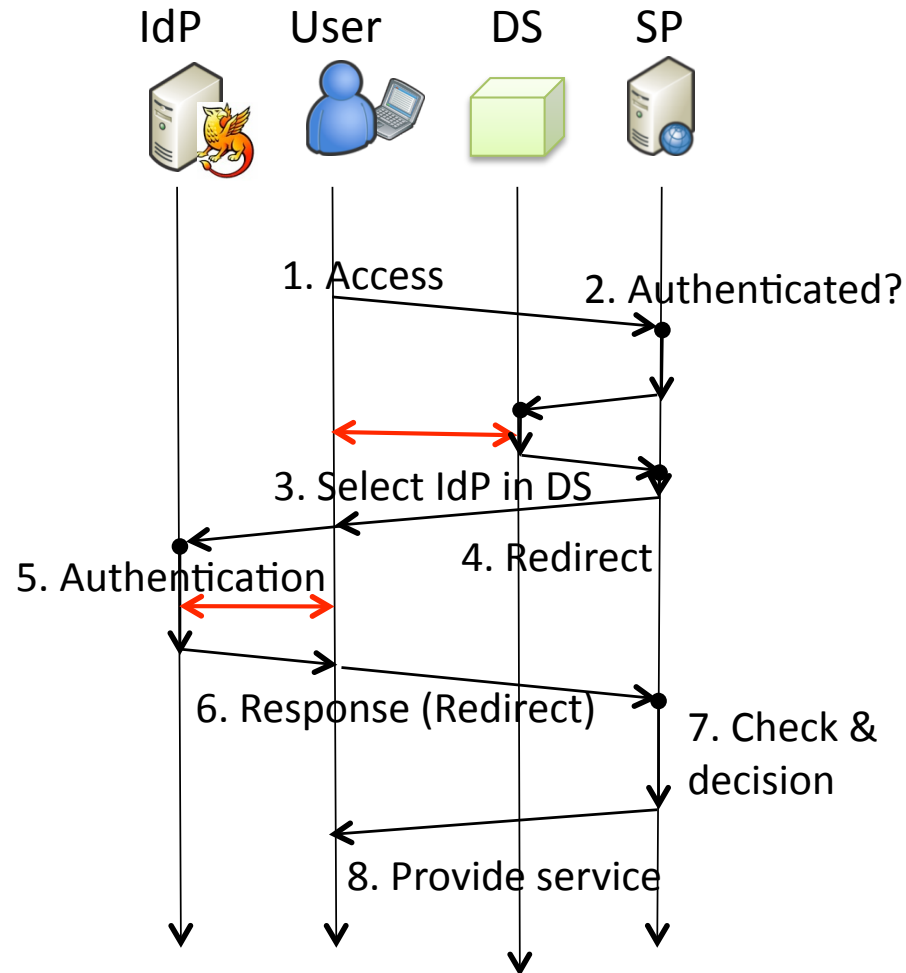 IdP User DS SP
1. Access
2. Authenticated?
3. Select IdP in DS
4. Redirect
5. Authentication
6. Response (Redirect)
7. Check &
decision
8. Provide service